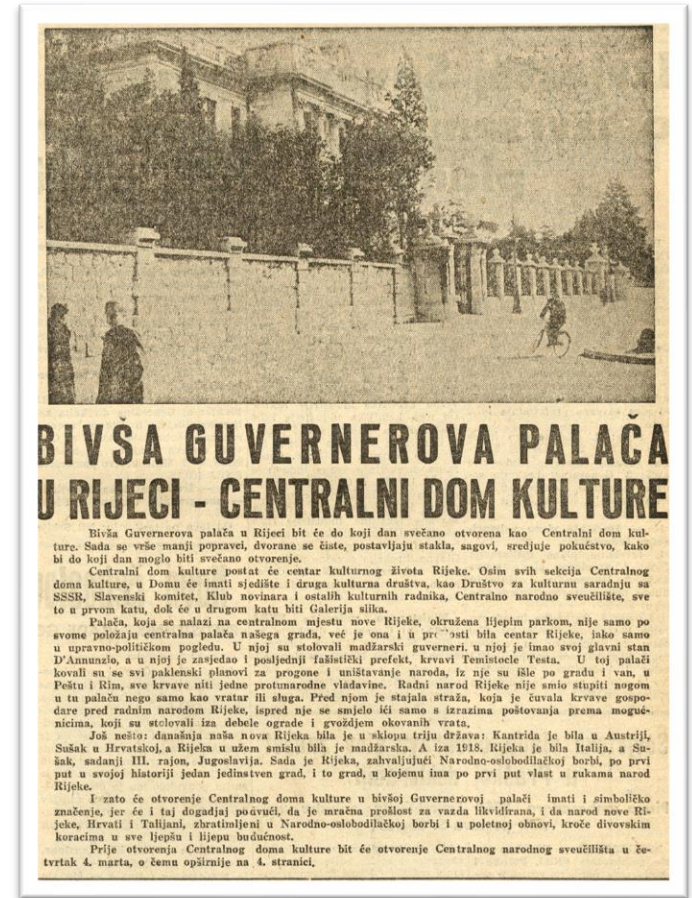 BIVŠA GUVERNEROVA PALAČA
U RIJECI - CENTRALNI DOM KULTURE
Bivša Guvernerova palača u Rijeci bit će do koji dan svečano otvorena kao Centralni dom kul-
ture. Sada se vrše manji popravci, dvorane se čiste, postavljaju stakla, sagovi, sredjuje pokućstvo, kako
bi do koji dan moglo biti svečano otvorenje.
Centralni dom kulture postat će centar kulturnog života Rijeke. Osim svih sekcija Centralnog
doma kulture, u Domu će imati sjedište i druga kulturna društva, kao Društvo za kulturnu saradnju sa
SSSR, Slavenski komitet, Klub novinara i ostalih kulturnih radnika, Centralno narodno sveučilište, sve
to u prvom katu, dok će u drugom katu biti Galerija slika.
Palača, koja se nalazi na centralnom mjestu nove Rijeke, okružena lijepim parkom, nije samo po
svome položaju centralna palača našega grada, već je ona i u bila centar Rijeke, iako samo
u upravno-političkom pogledu. U njoj su stolovali madžarski guverneri. u njoj je imao svoj glavni stan
D'Annunzio, a u njoj je zasjedao i posljednji fašistički prefekt, krvavi Temistocle Testa. U toj palači
kovali su se svi paklenski planovi za progone i uništavanje naroda, iz nje su išle po gradu i van, u
Peštu i Rim, sve krvave niti jedne protunarodne vladavine. Radni narod Rijeke nije smio stupiti nogom
u tu palaču nego samo kao vratar ili sluga. Pred njom je stajala straža, koja je čuvala krvave gospo-
dare pred radnim narodom Rijeke, ispred nje se smjelo ići samo s izrazima poštovanja prema moguć-
nicima, koji su stolovali iza debele ograde i gvoždjem okovanih vrata.
Još nešto: današnja naša nova Rijeka bila je u sklopu triju država: Kantrida je bila u Austriji,
Sušak u Hrvatskoj, a Rijeka u užem smislu bila je madžarska. A iza 1918. Rijeka je bila Italija, a Su-
šak, sadanji III. rajon, Jugoslavija. Sada je Rijeka, zahvaljujući Narodno-oslobodilačkoj borbi, po prvi
put u svojoj historiji jedan jedinstven grad, i to grad, u kojemu ima po prvi put vlast u rukama narod
Rijeke.
I zato će otvorenje Centralnog doma kulture u bivšoj Guvernerovoj palači imati i simboličko
značenje, jer će i taj dogadjaj da je mračna prošlost za vazda likvidirana, i da narod nove Ri-
jeke, Hrvati i Talijani, zbratimljeni u Narodno-oslobodilačkoj borbi i u poletnoj obnovi, kroče divovskim
koracima u sve ljepšu i lijepu budućnost.
Prije otvorenja Centralnog doma kulture bit će otvorenje Centralnog narodnog sveučilišta u če-
tvrtak 4. marta, o čemu opširnije na 4. stranici.